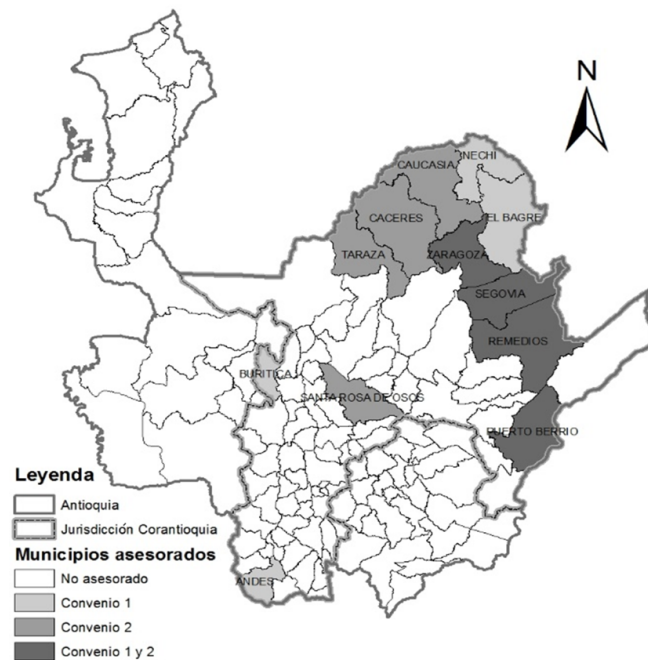 N
CAUCASIA
NECHI
CACERES
EL BAGRE
TARAZA
ZARAGOZA
SEGOVIA
REMEDIOS
BURITICA
SANTA ROSA DE OSOS
PUERTO BERRIO
ANDES
Leyenda
Antioquia
Jurisdicción Corantioquia
Municipios asesorados
No asesorado
Convenio 1
Convenio 2
Convenio 1 y 2